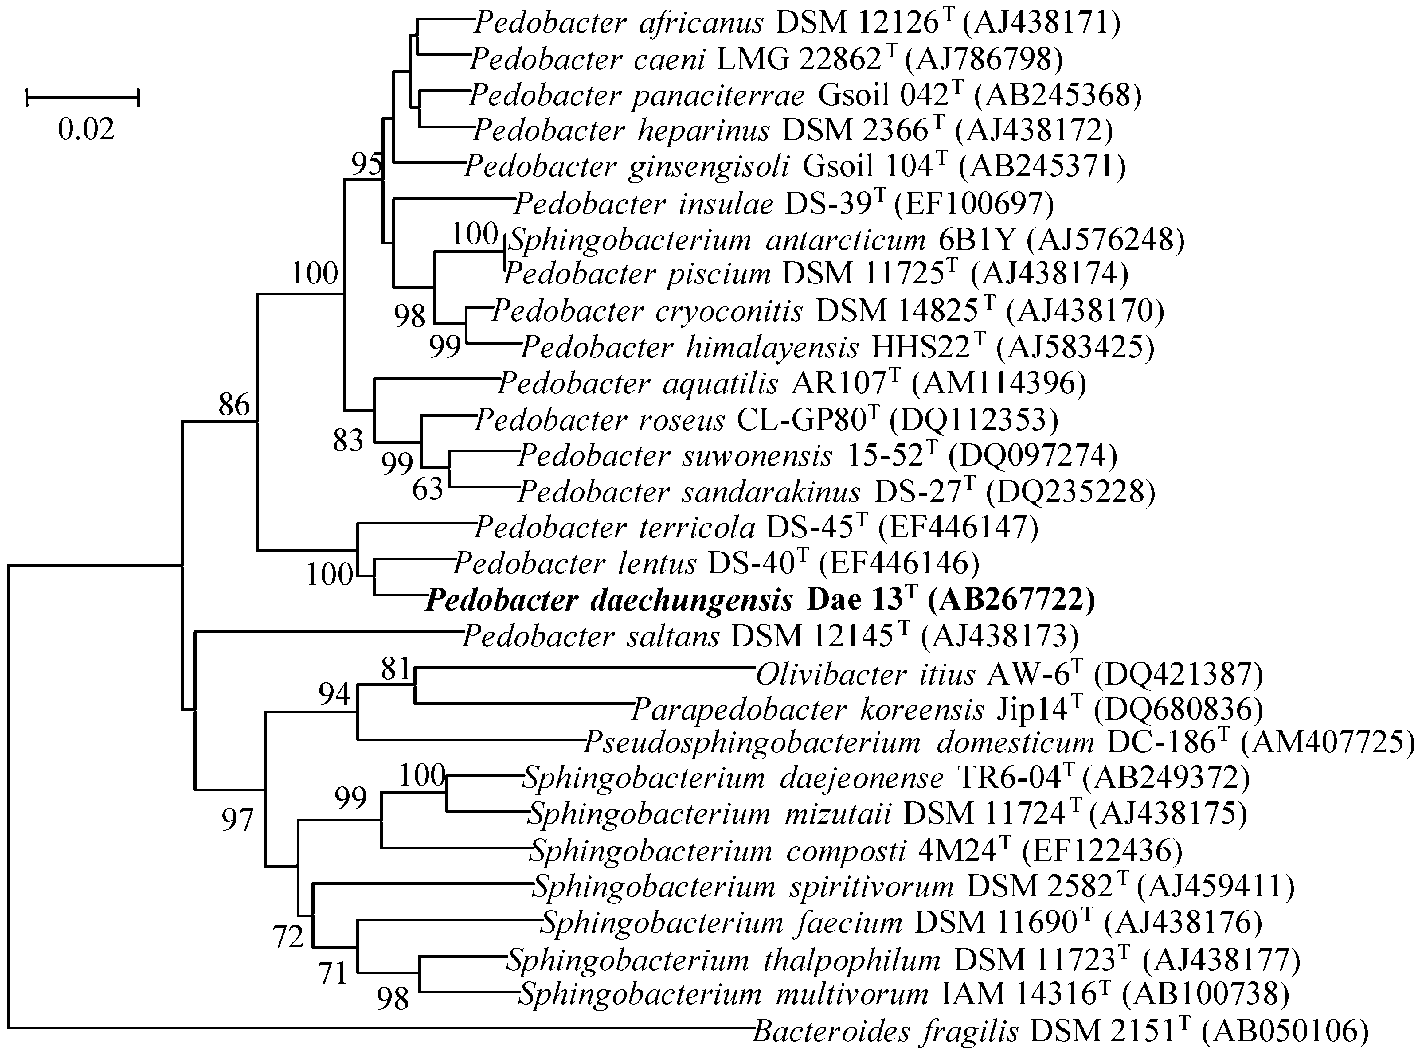 Pedobacter africanus DSM 12126ᵀ (AJ438171)
Pedobacter caeni LMG 22862ᵀ (AJ786798)
Pedobacter panaciterrae Gsoil 042ᵀ (AB245368)
0.02
Pedobacter heparinus DSM 2366ᵀ (AJ438172)
95
Pedobacter ginsengisoli Gsoil 104ᵀ (AB245371)
Pedobacter insulae DS-39ᵀ (EF100697)
100
Sphingobacterium antarcticum 6B1Y (AJ576248)
100
Pedobacter piscium DSM 11725ᵀ (AJ438174)
98
Pedobacter cryoconitis DSM 14825ᵀ (AJ438170)
99
Pedobacter himalayensis HHS22ᵀ (AJ583425)
Pedobacter aquatilis AR107ᵀ (AM114396)
86
Pedobacter roseus CL-GP80ᵀ (DQ112353)
83
99
Pedobacter suwonensis 15-52ᵀ (DQ097274)
63
Pedobacter sandarakinus DS-27ᵀ (DQ235228)
Pedobacter terricola DS-45ᵀ (EF446147)
Pedobacter lentus DS-40ᵀ (EF446146)
100
Pedobacter daechungensis Dae 13ᵀ (AB267722)
Pedobacter saltans DSM 12145ᵀ (AJ438173)
81
Olivibacter itius AW-6ᵀ (DQ421387)
94
Parapedobacter koreensis Jip14ᵀ (DQ680836)
Pseudosphingobacterium domesticum DC-186ᵀ (AM407725)
100
Sphingobacterium daejeonense TR6-04ᵀ (AB249372)
99
Sphingobacterium mizutaii DSM 11724ᵀ (AJ438175)
97
Sphingobacterium composti 4M24ᵀ (EF122436)
Sphingobacterium spiritivorum DSM 2582ᵀ (AJ459411)
Sphingobacterium faecium DSM 11690ᵀ (AJ438176)
72
Sphingobacterium thalpophilum DSM 11723ᵀ (AJ438177)
71
98
Sphingobacterium multivorum IAM 14316ᵀ (AB100738)
Bacteroides fragilis DSM 2151ᵀ (AB050106)